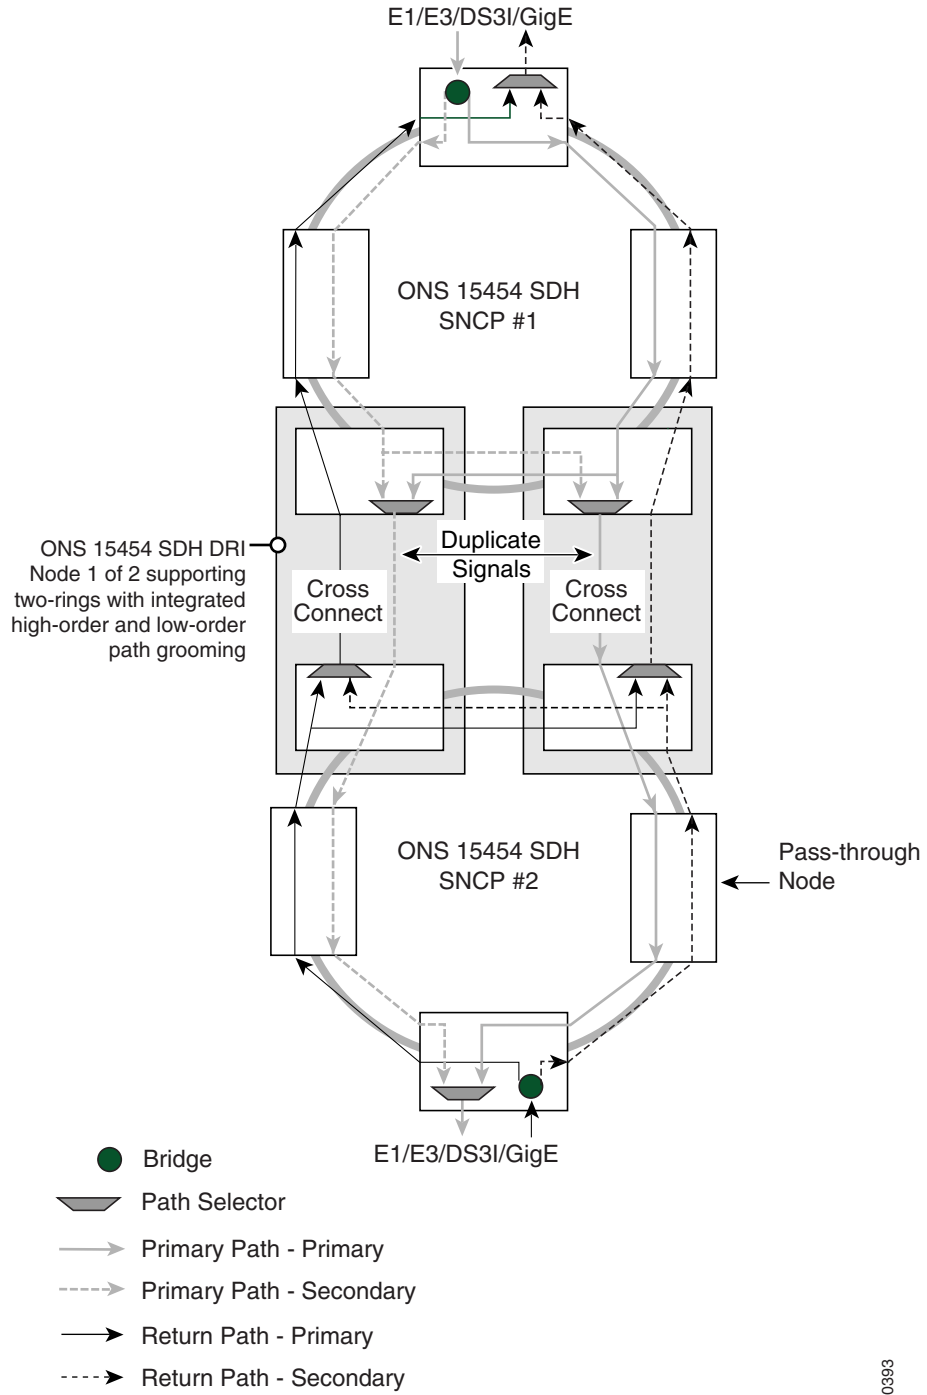 E1/E3/DS3I/GigE
ONS 15454 SDH
SNCP #1
ONS 15454 SDH DRI
Node 1 of 2 supporting
two-rings with integrated
high-order and low-order
path grooming
Duplicate
Signals
Cross
Connect
Cross
Connect
ONS 15454 SDH
SNCP #2
Pass-through
Node
E1/E3/DS3I/GigE
Bridge
Path Selector
Primary Path - Primary
Primary Path - Secondary
Return Path - Primary
Return Path - Secondary
0393